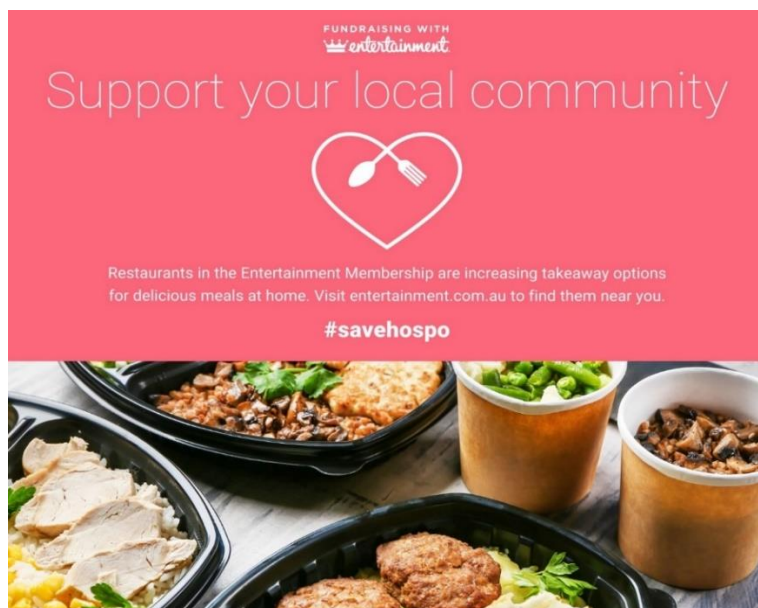 FUNDRAISING WITH
entertainment.
Support your local community
Restaurants in the Entertainment Membership are increasing takeaway options
for delicious meals at home. Visit entertainment.com.au to find them near you.
#savehospo